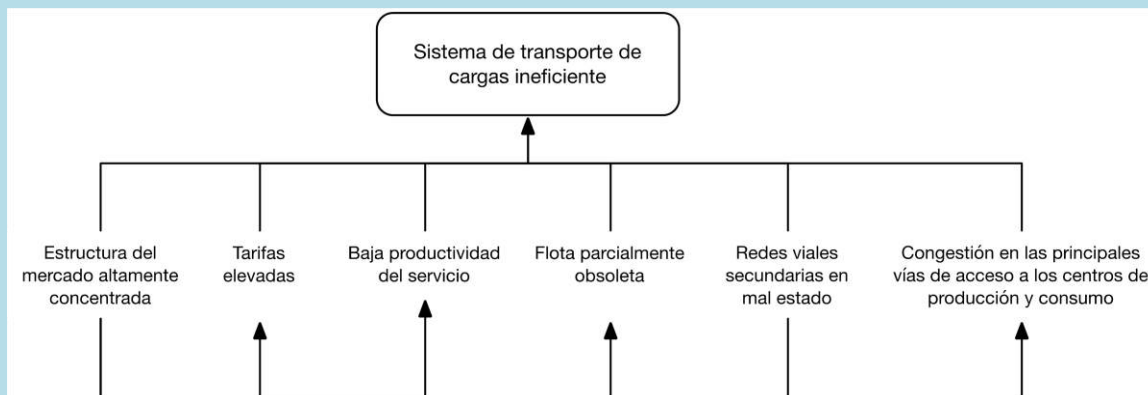 Sistema de transporte de
cargas ineficiente
Estructura del
mercado altamente
concentrada
Tarifas
elevadas
Baja productividad
del servicio
Flota parcialmente
obsoleta
Redes viales
secundarias en
mal estado
Congestión en las principales
vías de acceso a los centros de
producción y consumo